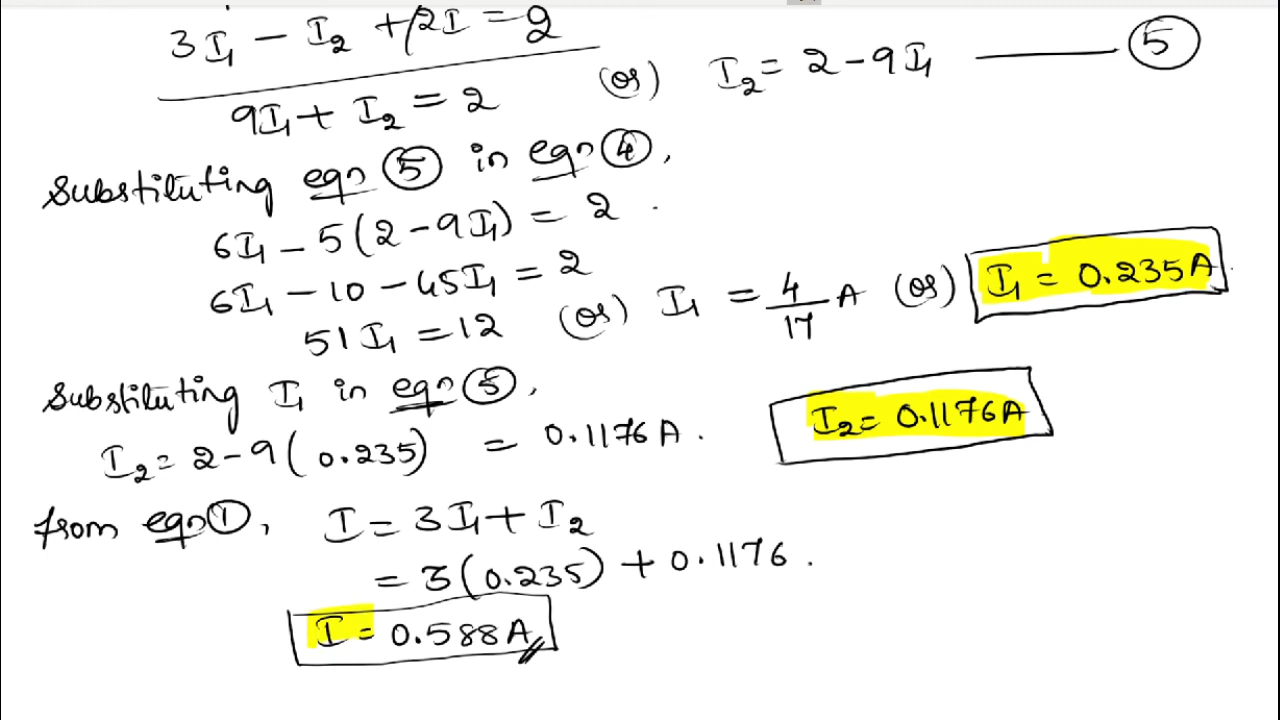 3I₁ - I₂ + 2I = 2
9I₁ + I₂ = 2 (or) I₂ = 2 - 9I₁ ——— ⑤
Substituting eqn ⑤ in eqn ④,
6I₁ - 5(2 - 9I₁) = 2
6I₁ - 10 - 45I₁ = 2
51I₁ = 12 (or) I₁ = 4/17 A (or) I₁ = 0.235A
Substituting I₁ in eqn ⑤,
I₂ = 2 - 9(0.235) = 0.1176A. I₂ = 0.1176A
from eqn ①, I = 3I₁ + I₂
= 3(0.235) + 0.1176.
I = 0.588A